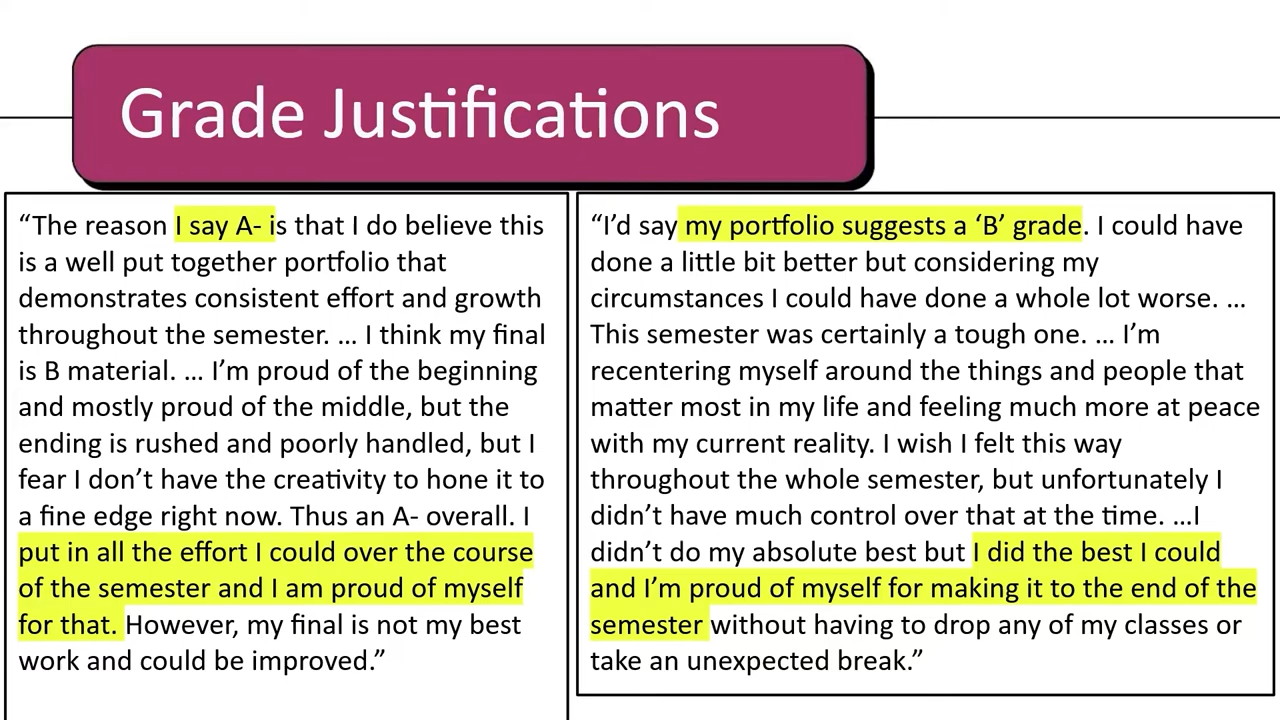 Grade Justifications
“The reason I say A- is that I do believe this
is a well put together portfolio that
demonstrates consistent effort and growth
throughout the semester. … I think my final
is B material. … I’m proud of the beginning
and mostly proud of the middle, but the
ending is rushed and poorly handled, but I
fear I don’t have the creativity to hone it to
a fine edge right now. Thus an A- overall. I
put in all the effort I could over the course
of the semester and I am proud of myself
for that. However, my final is not my best
work and could be improved.”
“I’d say my portfolio suggests a ‘B’ grade. I could have
done a little bit better but considering my
circumstances I could have done a whole lot worse. …
This semester was certainly a tough one. … I’m
recentering myself around the things and people that
matter most in my life and feeling much more at peace
with my current reality. I wish I felt this way
throughout the whole semester, but unfortunately I
didn’t have much control over that at the time. …I
didn’t do my absolute best but I did the best I could
and I’m proud of myself for making it to the end of the
semester without having to drop any of my classes or
take an unexpected break.”